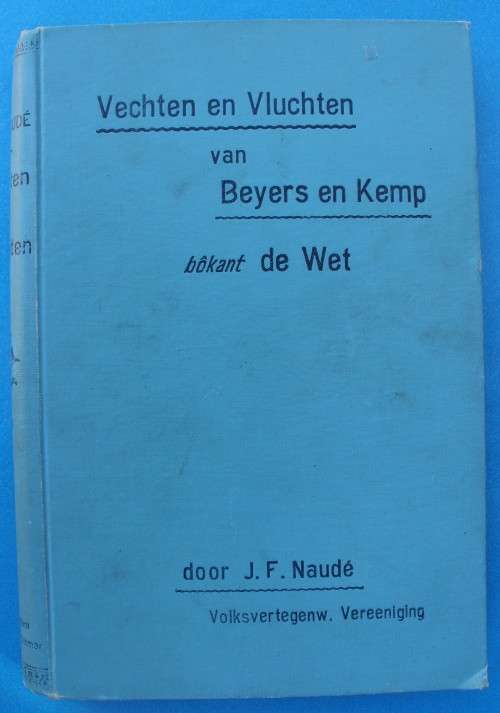 Vechten en Vluchten
van
Beyers en Kemp
bôkant de Wet
door J. F. Naudé
Volksvertegenw. Vereeniging